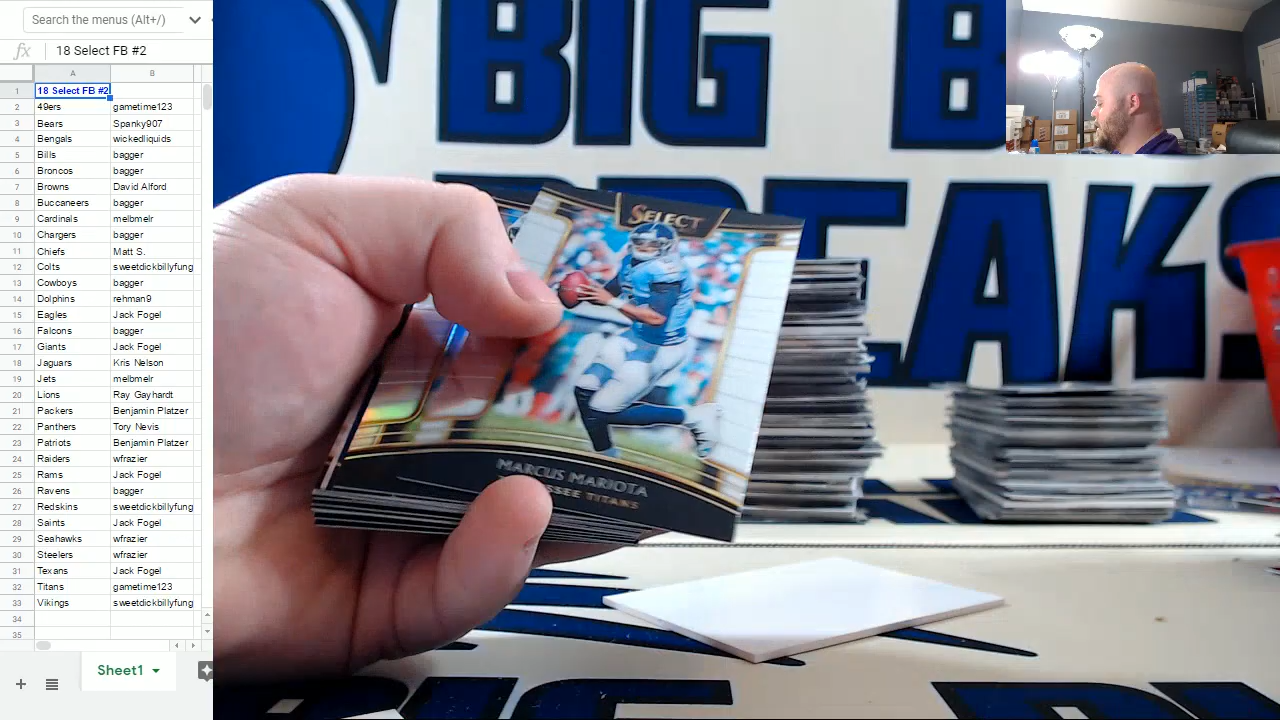 Search the menus (Alt+/)
fx 18 Select FB #2
A B
1 18 Select FB #2
2 49ers gametime123
3 Bears Spanky907
4 Bengals wickedliquids
5 Bills bagger
6 Broncos bagger
7 Browns David Alford
8 Buccaneers bagger
9 Cardinals melbmelr
10 Chargers bagger
11 Chiefs Matt S.
12 Colts sweetdickbillyfung
13 Cowboys bagger
14 Dolphins rehman9
15 Eagles Jack Fogel
16 Falcons bagger
17 Giants Jack Fogel
18 Jaguars Kris Nelson
19 Jets melbmelr
20 Lions Ray Gayhardt
21 Packers Benjamin Platzer
22 Panthers Tory Nevis
23 Patriots Benjamin Platzer
24 Raiders wfrazier
25 Rams Jack Fogel
26 Ravens bagger
27 Redskins sweetdickbillyfung
28 Saints Jack Fogel
29 Seahawks wfrazier
30 Steelers wfrazier
31 Texans Jack Fogel
32 Titans gametime123
33 Vikings sweetdickbillyfung
34
35
Sheet1
BIG B
BREAKS
SELECT
MARCUS MARIOTA
SSEE TITANS
BIG